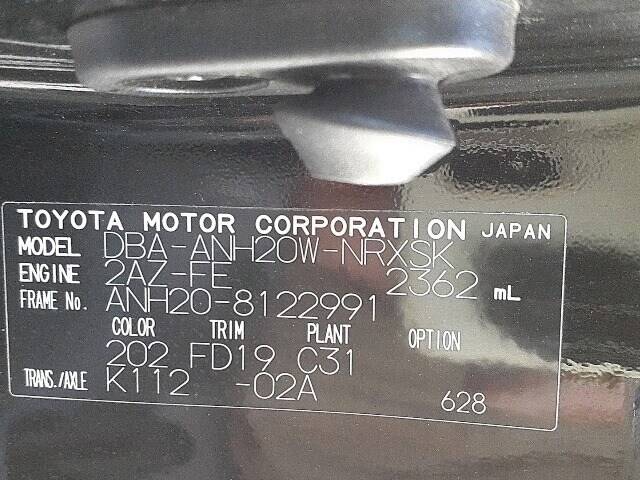 TOYOTA MOTOR CORPORATION JAPAN
MODEL DBA-ANH20W-NRXSK
ENGINE 2AZ-FE 2362 mL
FRAME No. ANH20-8122991
COLOR TRIM PLANT OPTION
202 FD19 C31
TRANS./AXLE K112 -02A
628